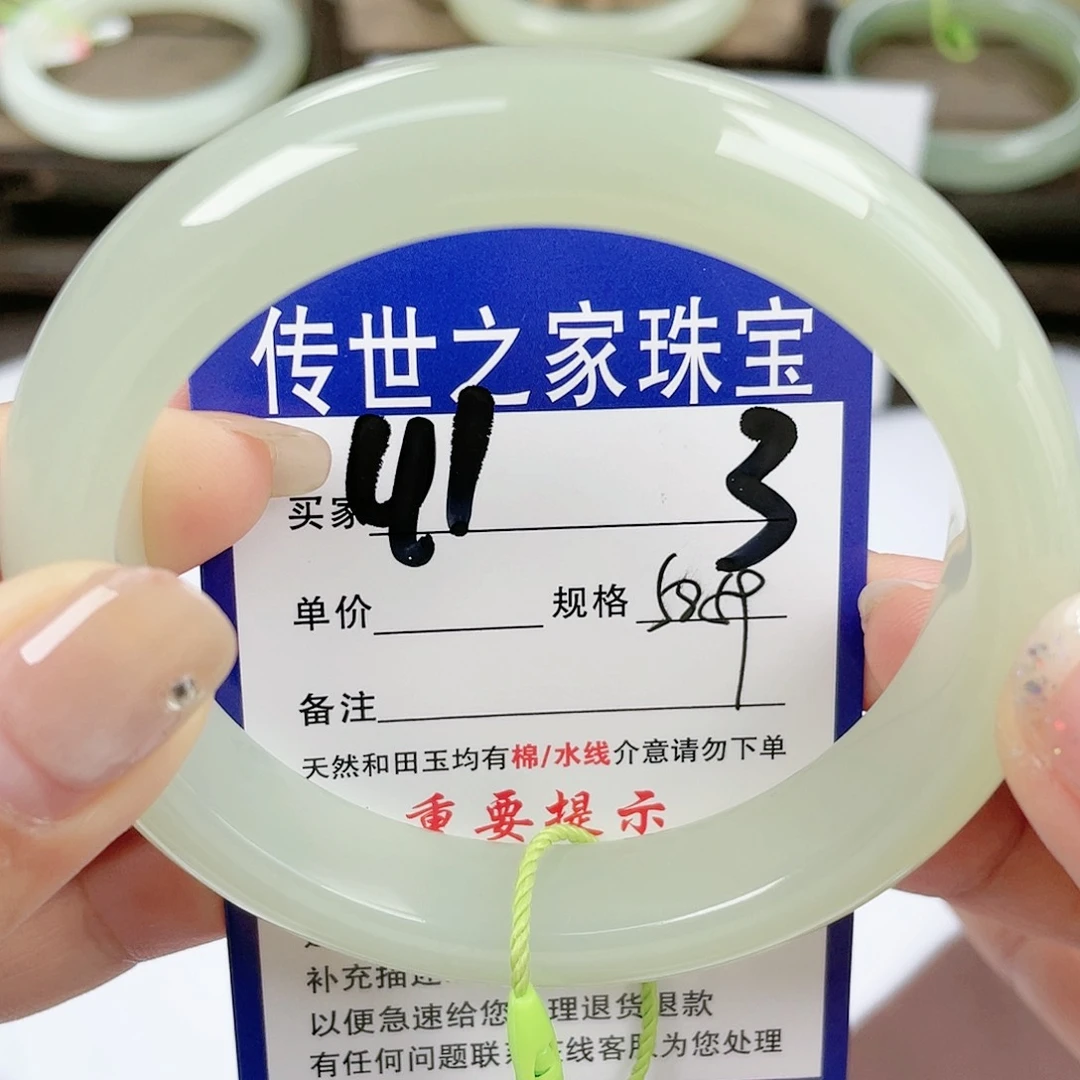 传世之家珠宝
41 3
买家
单价 规格
备注
天然和田玉均有棉/水线介意请勿下单
重要提示
补充描述
以便急速给您 理退货退款
有任何问题联系在线客服为您处理